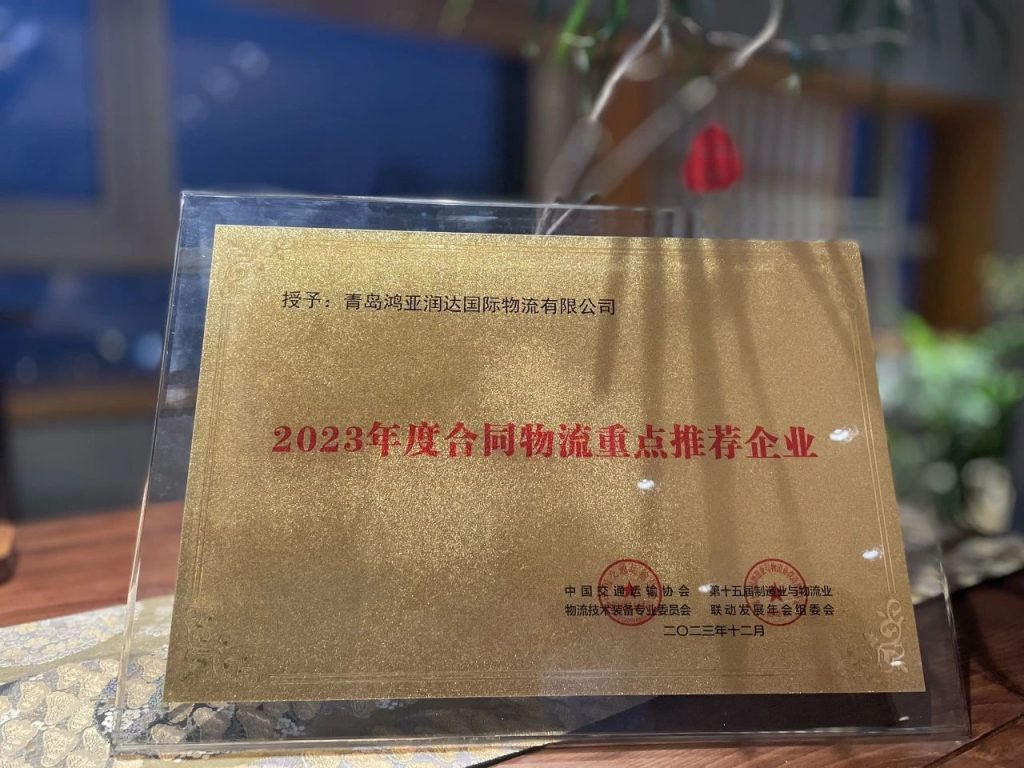 授予：青岛鸿亚润达国际物流有限公司
2023年度合同物流重点推荐企业
中国交通运输协会 第十五届制造业与物流业
物流技术装备专业委员会 联动发展年会组委会
二〇二三年十二月